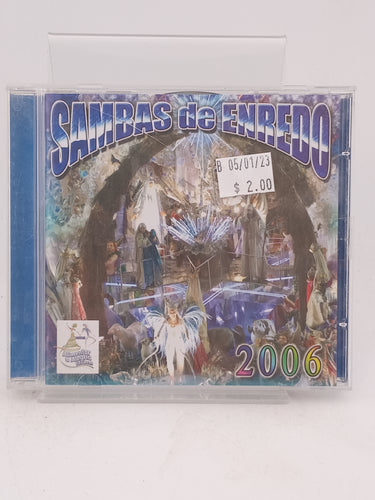 SAMBAS de ENREDO
B 05/01/23
$ 2.00
2006